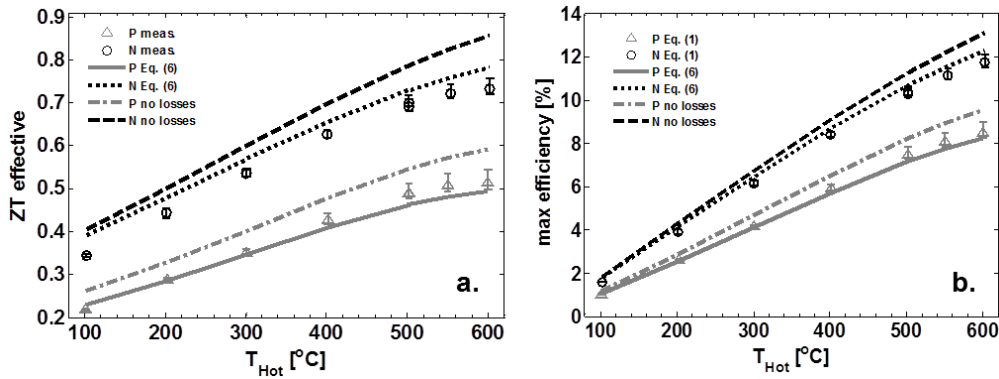 a.
P meas.
N meas.
P Eq. (6)
N Eq. (6)
P no losses
N no losses
ZT effective
0.9
0.8
0.7
0.6
0.5
0.4
0.3
0.2
100 200 300 400 500 600
T_Hot [°C]
a.
b.
P Eq. (1)
N Eq. (1)
P Eq. (6)
N Eq. (6)
P no losses
N no losses
max efficiency [%]
14
12
10
8
6
4
2
0
100 200 300 400 500 600
T_Hot [°C]
b.